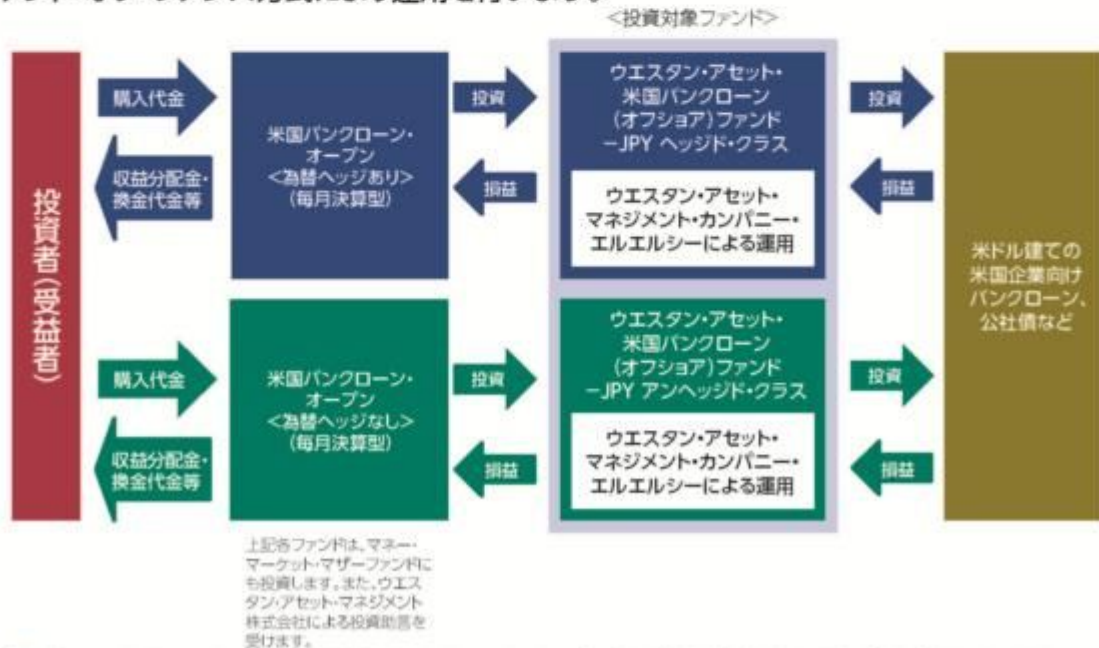 ＜投資対象ファンド＞
投資者(受益者)
購入代金
収益分配金・
換金代金等
米国バンクローン・
オープン
＜為替ヘッジあり＞
(毎月決算型)
投資
損益
ウエスタン・アセット・
米国バンクローン
(オフショア)ファンド
－JPY ヘッジド・クラス
ウエスタン・アセット・
マネジメント・カンパニー・
エルエルシーによる運用
投資
損益
購入代金
収益分配金・
換金代金等
米国バンクローン・
オープン
＜為替ヘッジなし＞
(毎月決算型)
投資
損益
ウエスタン・アセット・
米国バンクローン
(オフショア)ファンド
－JPY アンヘッジド・クラス
ウエスタン・アセット・
マネジメント・カンパニー・
エルエルシーによる運用
投資
損益
米ドル建ての
米国企業向け
バンクローン、
公社債など
上記各ファンドは、マネー・
マーケット・マザーファンドに
も投資します。また、ウエス
タン・アセット・マネジメント
株式会社による投資助言を
受けます。